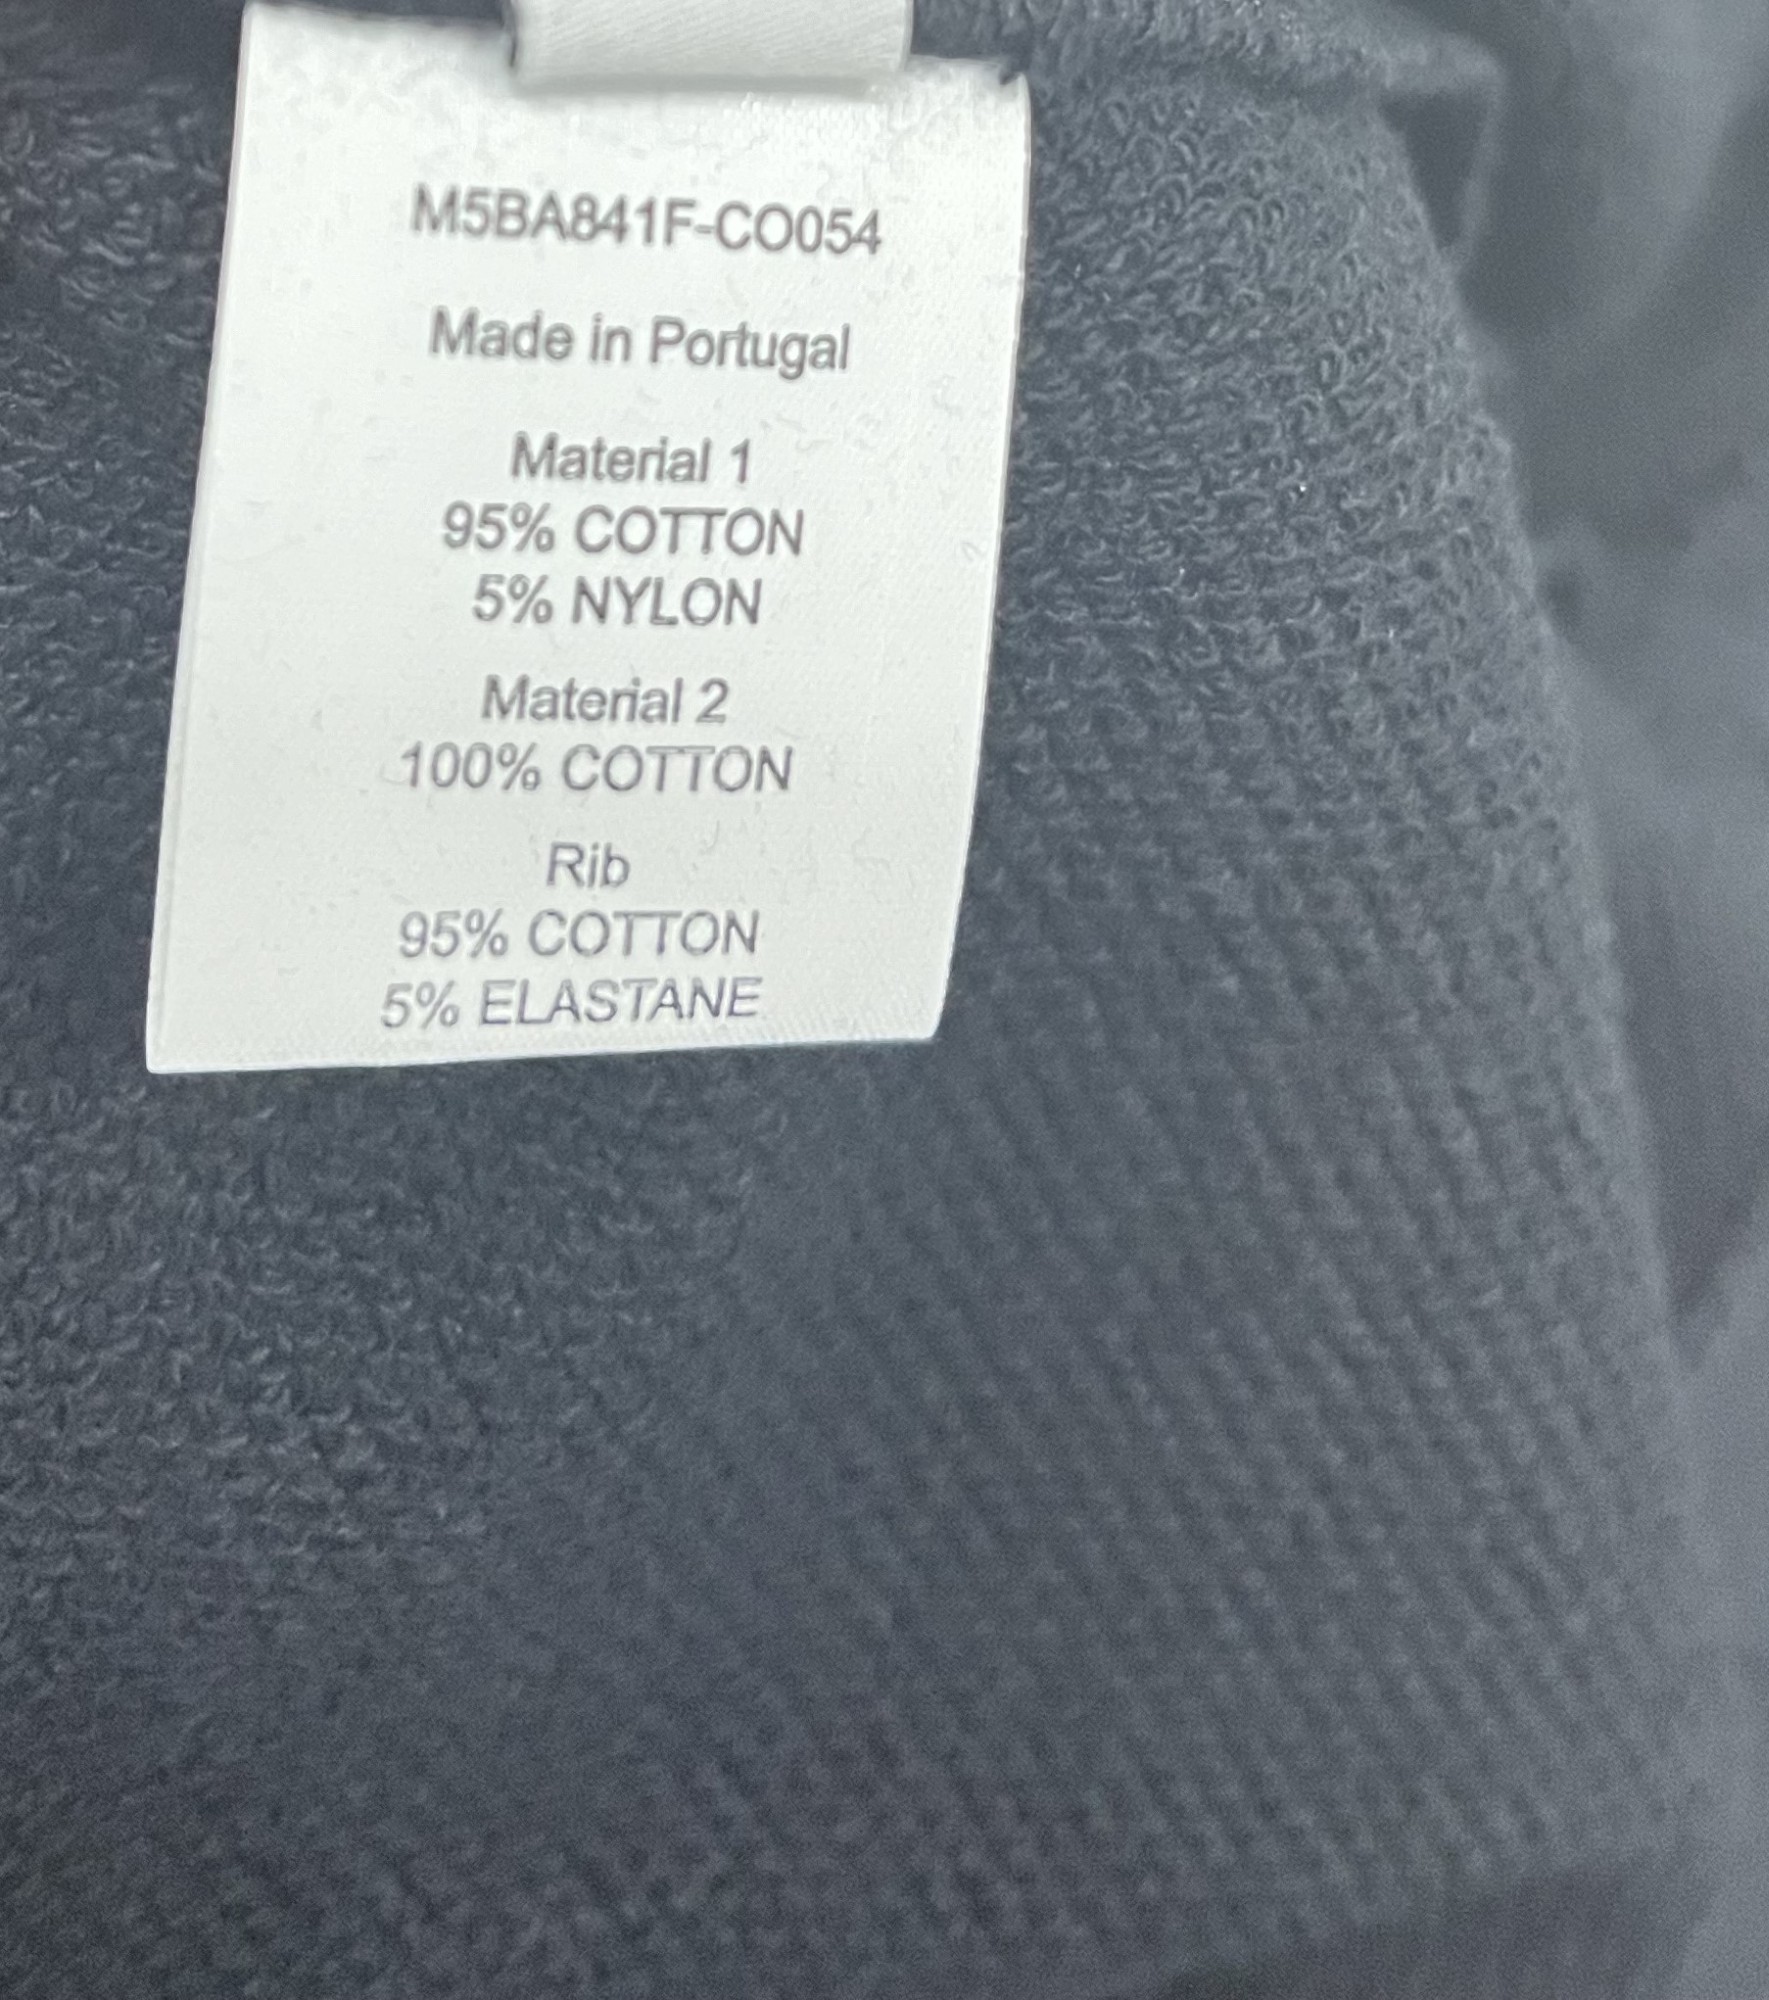 M5BA841F-CO054
Made in Portugal
Material 1
95% COTTON
5% NYLON
Material 2
100% COTTON
Rib
95% COTTON
5% ELASTANE